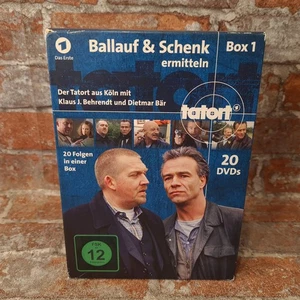 Das Erste
Ballauf & Schenk
ermitteln
Box 1
tatort
Der Tatort aus Köln mit
Klaus J. Behrendt und Dietmar Bär
tatort
20 Folgen
in einer
Box
20
DVDs
FSK
12